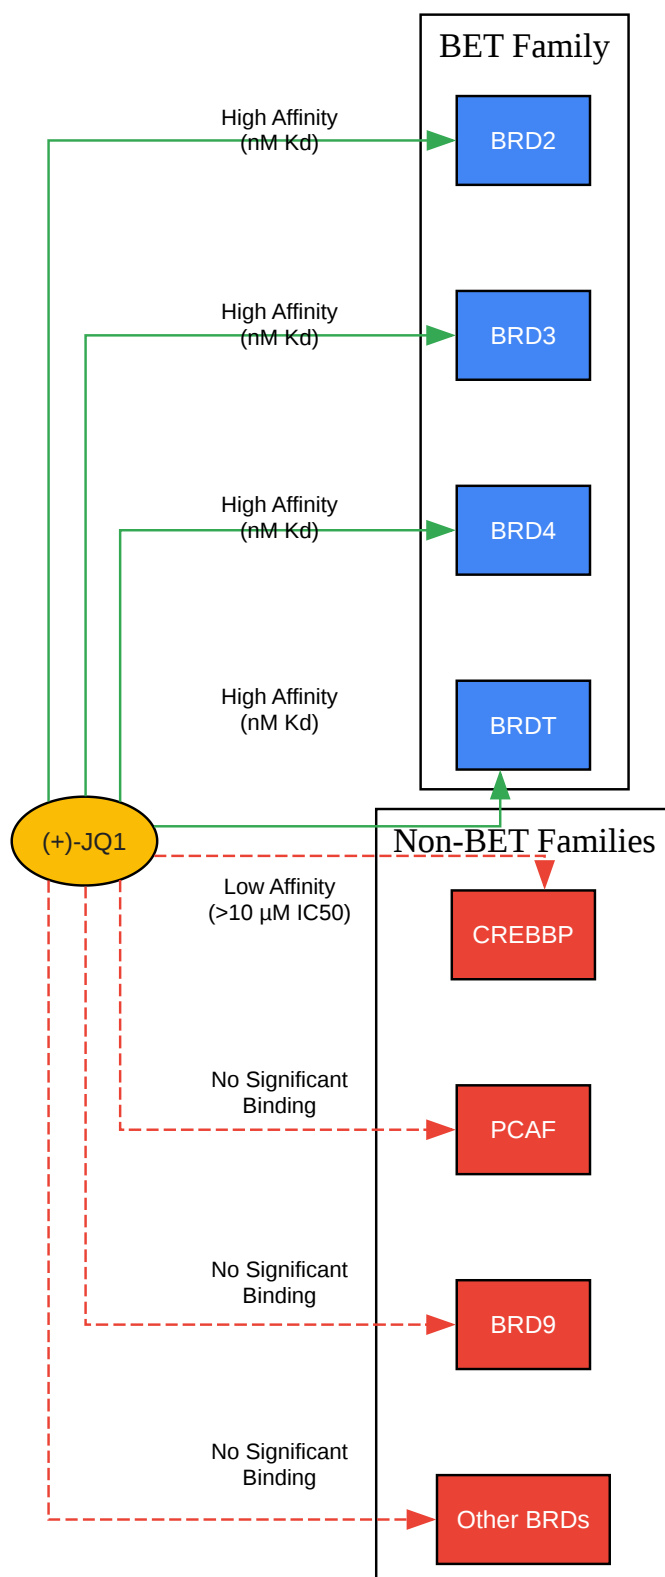 BET Family
High Affinity
(nM Kd)
BRD2
High Affinity
(nM Kd)
BRD3
High Affinity
(nM Kd)
BRD4
High Affinity
(nM Kd)
BRDT
(+)-JQ1
Non-BET Families
Low Affinity
(>10 µM IC50)
CREBBP
No Significant
Binding
PCAF
No Significant
Binding
BRD9
No Significant
Binding
Other BRDs